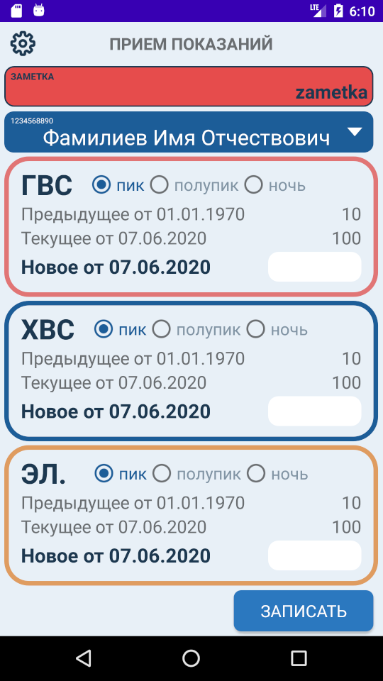 LTE 6:10
ПРИЕМ ПОКАЗАНИЙ
ЗАМЕТКА
zametka
1234568890
Фамилиев Имя Отчествович
ГВС пик полупик ночь
Предыдущее от 01.01.1970 10
Текущее от 07.06.2020 100
Новое от 07.06.2020
ХВС пик полупик ночь
Предыдущее от 01.01.1970 10
Текущее от 07.06.2020 100
Новое от 07.06.2020
ЭЛ. пик полупик ночь
Предыдущее от 01.01.1970 10
Текущее от 07.06.2020 100
Новое от 07.06.2020
ЗАПИСАТЬ